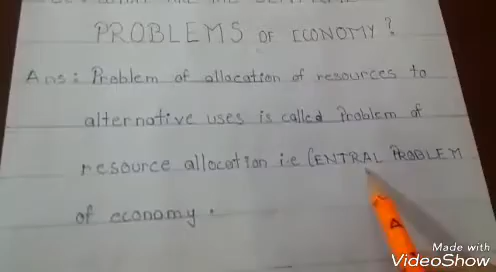 PROBLEMS OF ECONOMY?
Ans: Problem of allocation of resources to
alternative uses is called Problem of
resource allocation i.e CENTRAL PROBLEM
of economy.
Made with
VideoShow